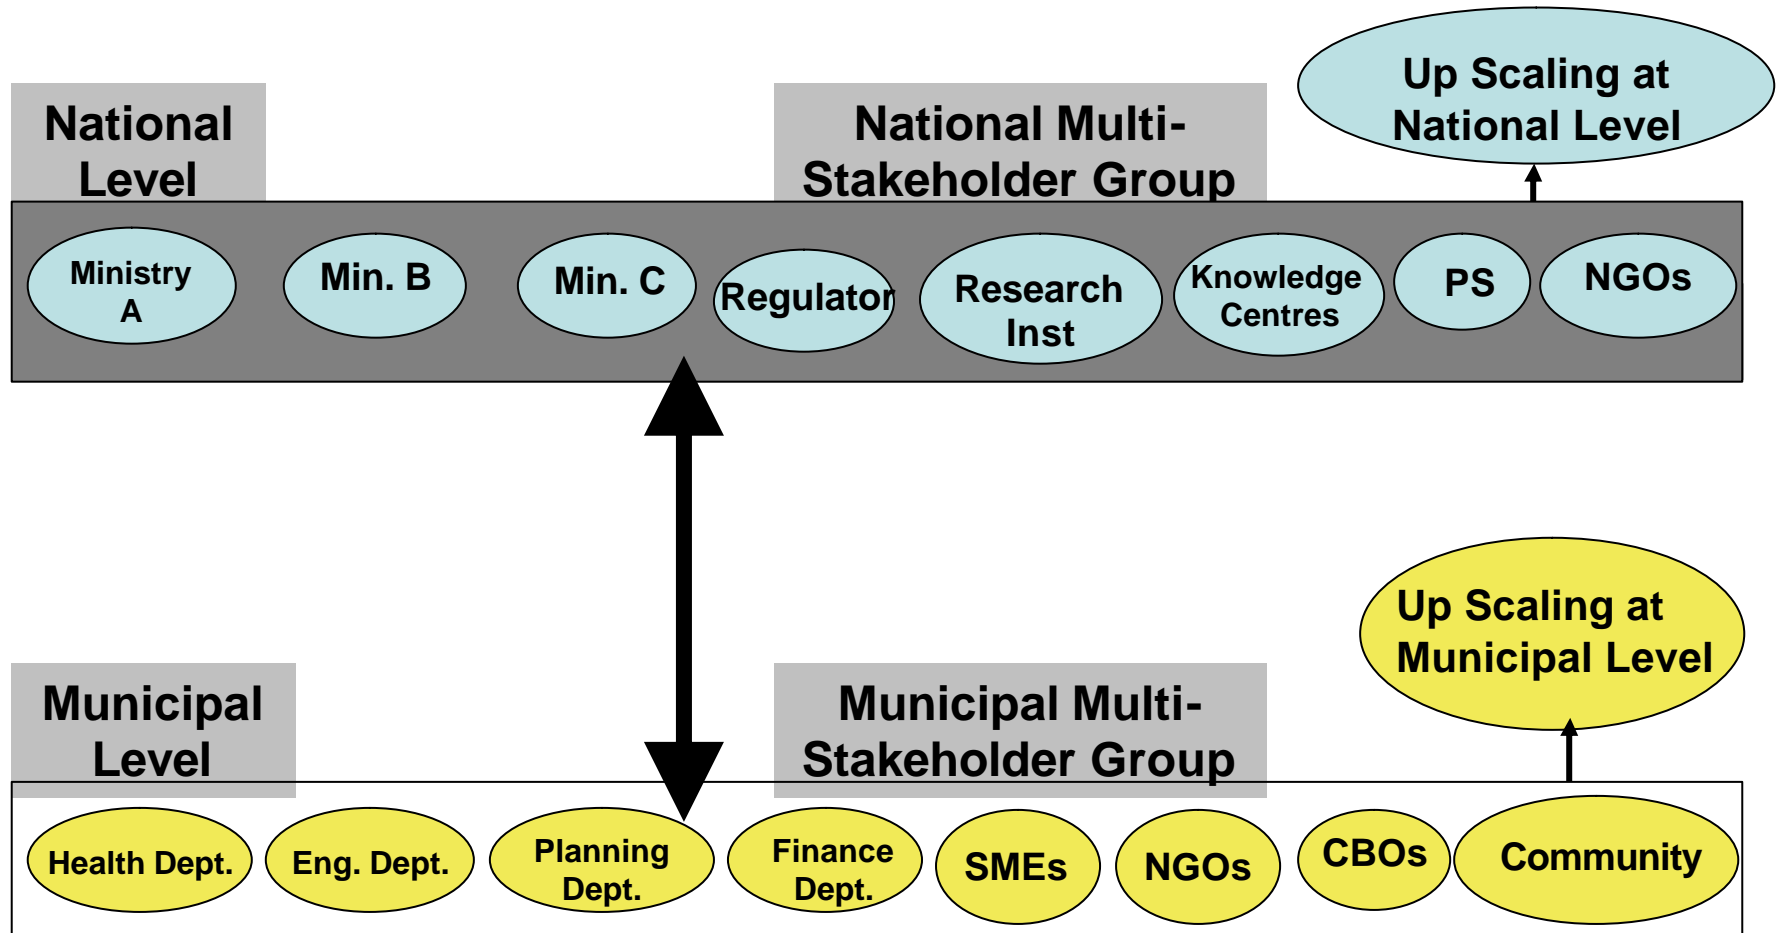 Up Scaling at
National Level
National
Level
National Multi-
Stakeholder Group
Ministry
A
Min. B
Min. C
Regulator
Research
Inst
Knowledge
Centres
PS
NGOs
Up Scaling at
Municipal Level
Municipal
Level
Municipal Multi-
Stakeholder Group
Health Dept.
Eng. Dept.
Planning
Dept.
Finance
Dept.
SMEs
NGOs
CBOs
Community